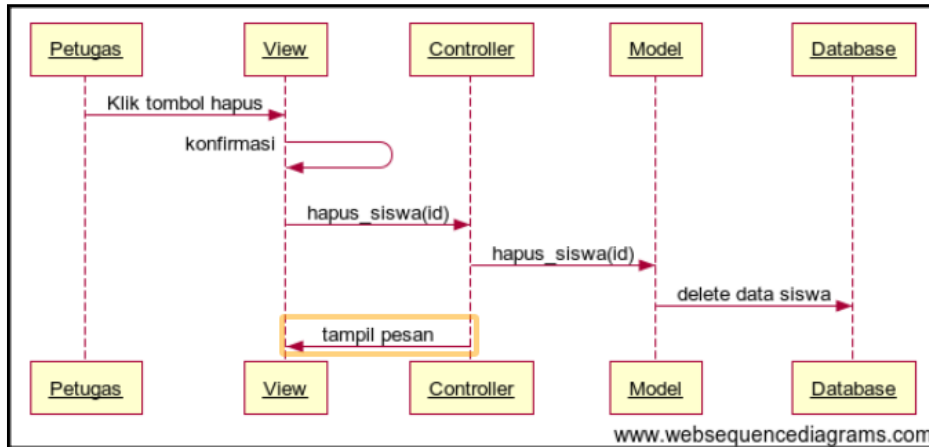 Petugas View Controller Model Database
Klik tombol hapus
konfirmasi
hapus_siswa(id)
hapus_siswa(id)
delete data siswa
tampil pesan
Petugas View Controller Model Database
www.websequencediagrams.com